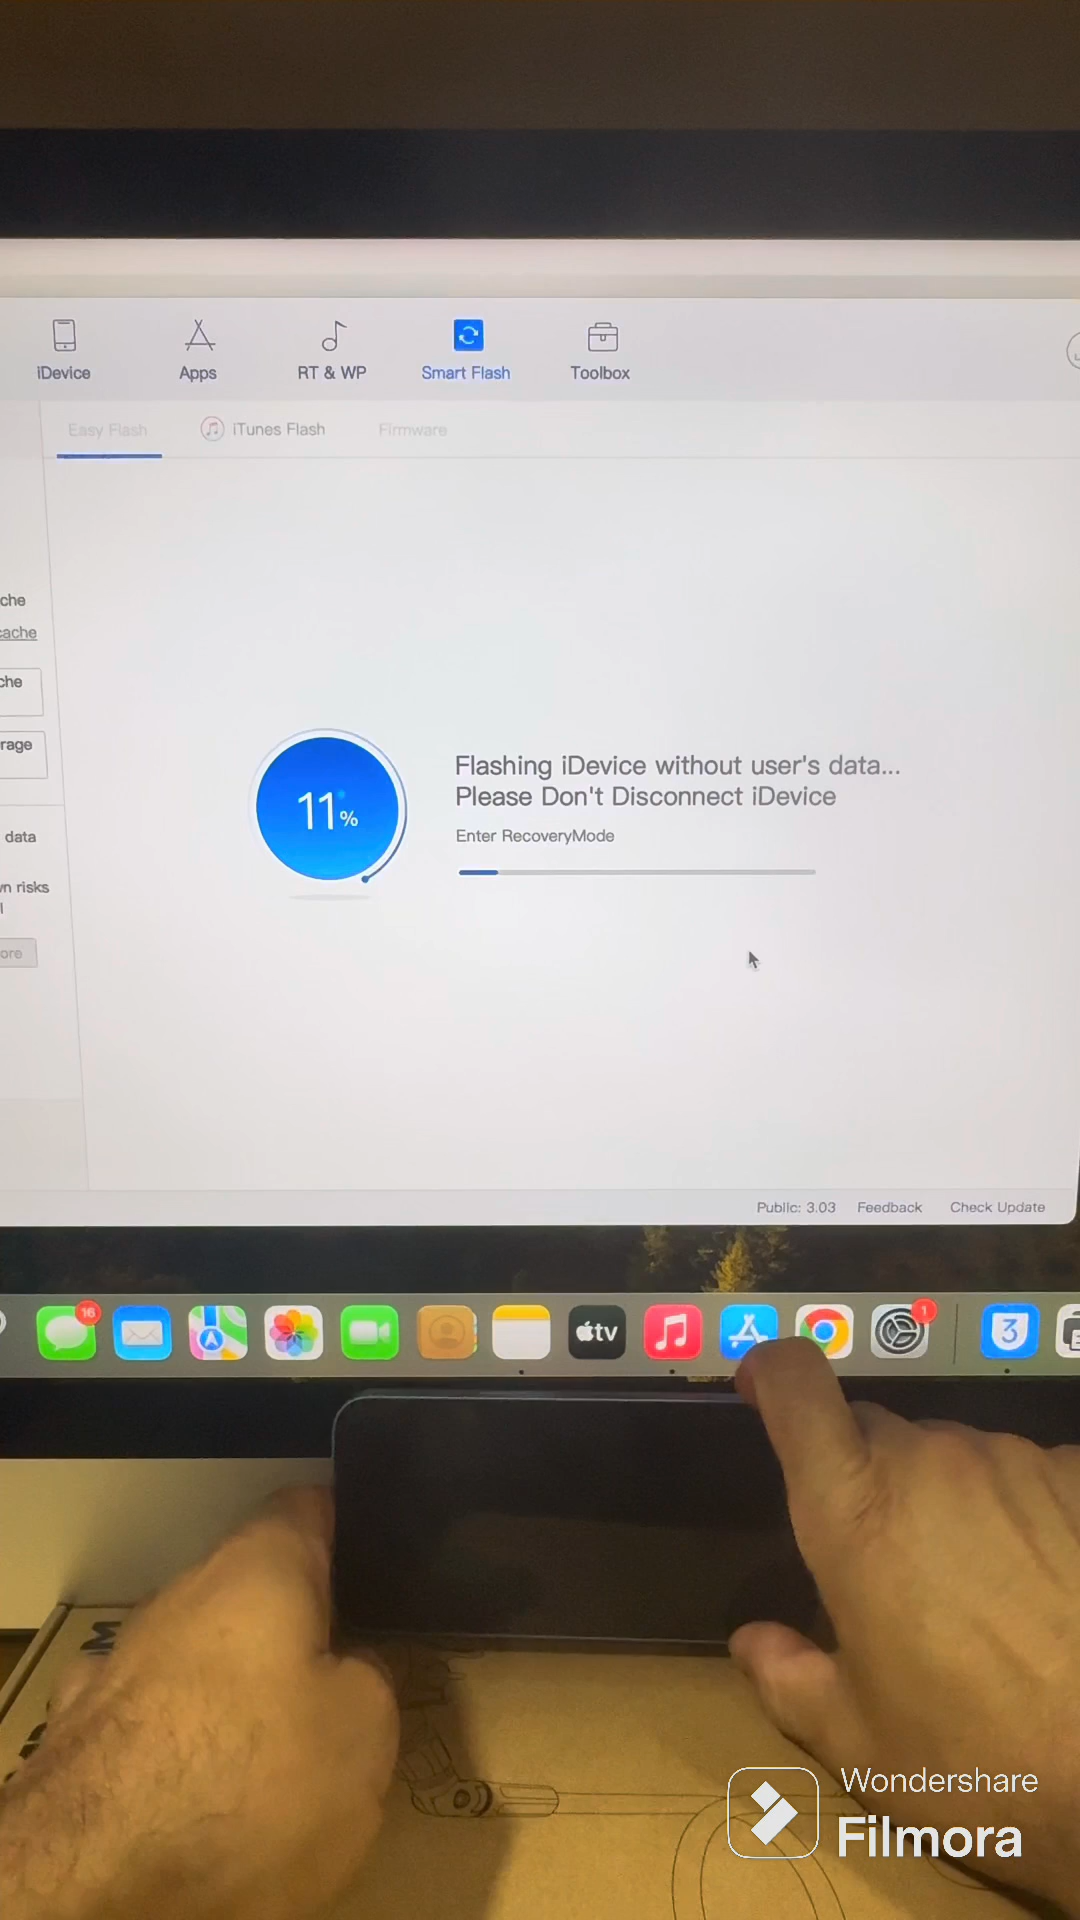 iDevice
Apps
RT & WP
Smart Flash
Toolbox
Easy Flash
iTunes Flash
Firmware
che
cache
che
rage
data
wn risks
ore
11%
Flashing iDevice without user's data...
Please Don't Disconnect iDevice
Enter RecoveryMode
Public: 3.03
Feedback
Check Update
16
tv
1
3
Wondershare
Filmora